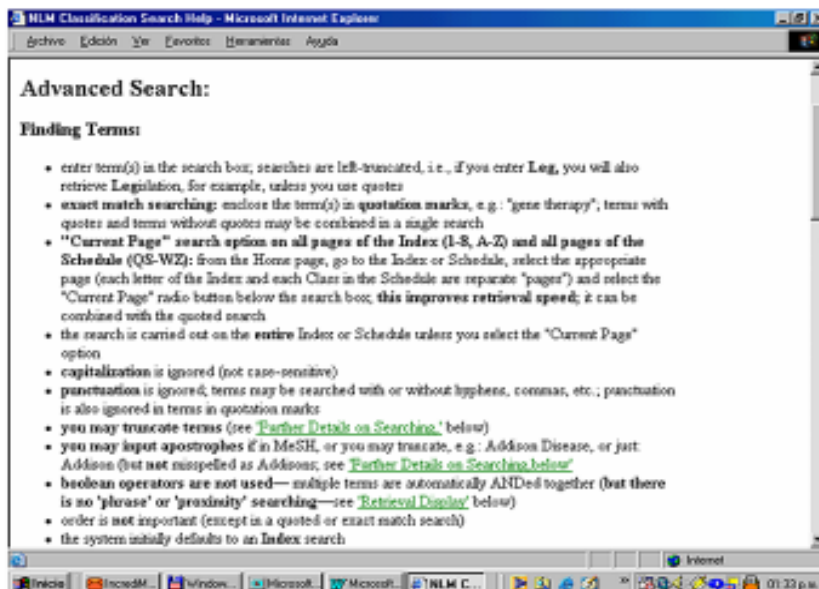 NLM Classification Search Help - Microsoft Internet Explorer
Archivo Edición Ver Favoritos Herramientas Ayuda
Advanced Search:
Finding Terms:
• enter term(s) in the search box; searches are left-truncated, i.e., if you enter Leg, you will also
retrieve Legislation, for example, unless you use quotes
• exact match searching: enclose the term(s) in quotation marks, e.g.: "gene therapy"; terms with
quotes and terms without quotes may be combined in a single search
• "Current Page" search option on all pages of the Index (1-8, A-Z) and all pages of the
Schedule (QS-WZ): from the Home page, go to the Index or Schedule, select the appropriate
page (each letter of the Index and each Class in the Schedule are separate "pages") and select the
"Current Page" radio button below the search box; this improves retrieval speed; it can be
combined with the quoted search
• the search is carried out on the entire Index or Schedule unless you select the "Current Page"
option
• capitalization is ignored (not case-sensitive)
• punctuation is ignored; terms may be searched with or without hyphens, commas, etc.; punctuation
is also ignored in terms in quotation marks
• you may truncate terms (see 'Further Details on Searching,' below)
• you may input apostrophes if in MeSH, or you may truncate, e.g.: Addison Disease, or just:
Addison (but not misspelled as Addisons; see 'Further Details on Searching,below'
• boolean operators are not used— multiple terms are automatically ANDed together (but there
is no 'phrase' or 'proximity' searching—see 'Retrieval Display' below)
• order is not important (except in a quoted or exact match search)
• the system initially defaults to an Index search
Internet
Inicio IncrediM... Window... Microsoft... Microsoft... NLM C... » 01:33 p.m.